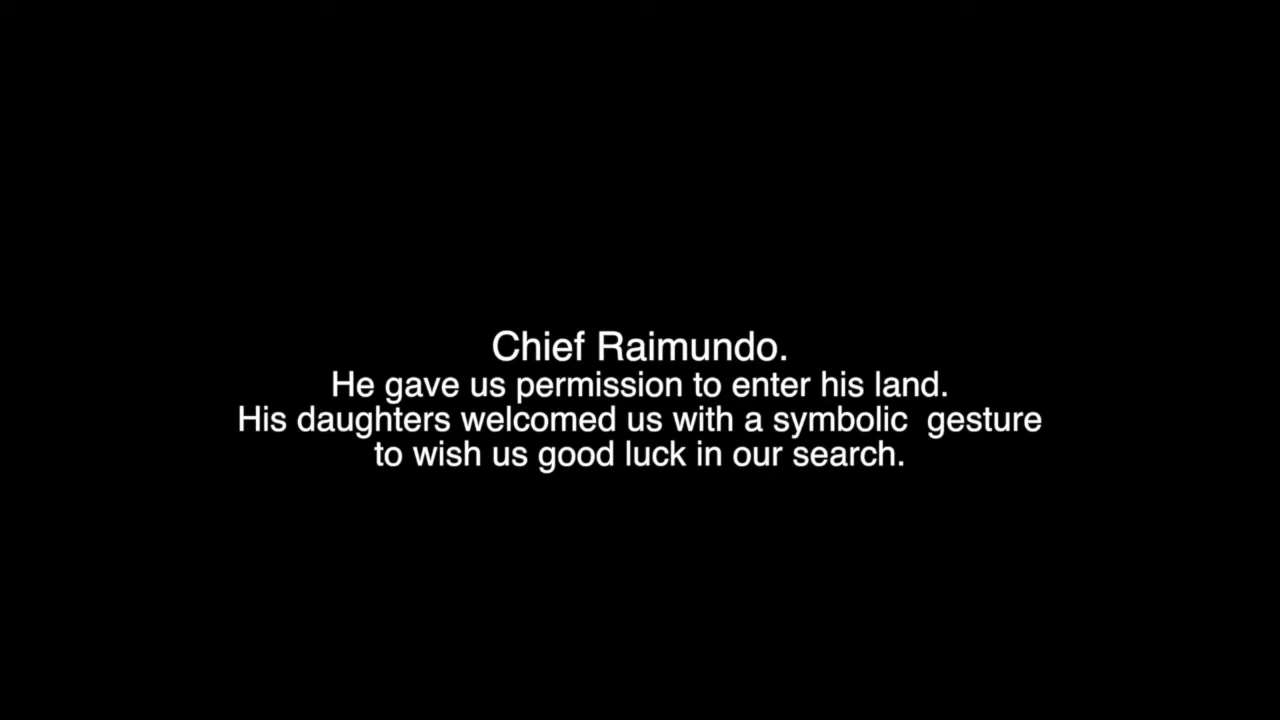 Chief Raimundo.
He gave us permission to enter his land.
His daughters welcomed us with a symbolic  gesture
to wish us good luck in our search.